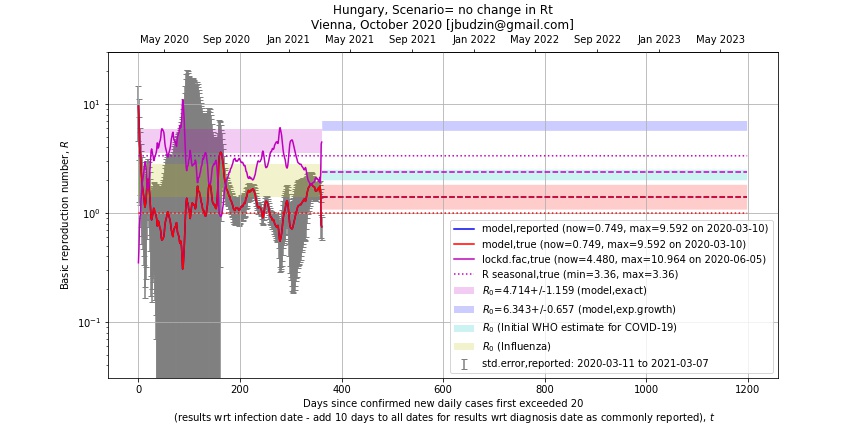 Hungary, Scenario= no change in Rt
Vienna, October 2020 [jbudzin@gmail.com]
May 2020 Sep 2020 Jan 2021 May 2021 Sep 2021 Jan 2022 May 2022 Sep 2022 Jan 2023 May 2023
Basic reproduction number, R
10¹
10⁰
10⁻¹
model,reported (now=0.749, max=9.592 on 2020-03-10)
model,true (now=0.749, max=9.592 on 2020-03-10)
lockd.fac,true (now=4.480, max=10.964 on 2020-06-05)
R seasonal,true (min=3.36, max=3.36)
R₀=4.714+/-1.159 (model,exact)
R₀=6.343+/-0.657 (model,exp.growth)
R₀ (Initial WHO estimate for COVID-19)
R₀ (Influenza)
std.error,reported: 2020-03-11 to 2021-03-07
0 200 400 600 800 1000 1200
Days since confirmed new daily cases first exceeded 20
(results wrt infection date - add 10 days to all dates for results wrt diagnosis date as commonly reported), t